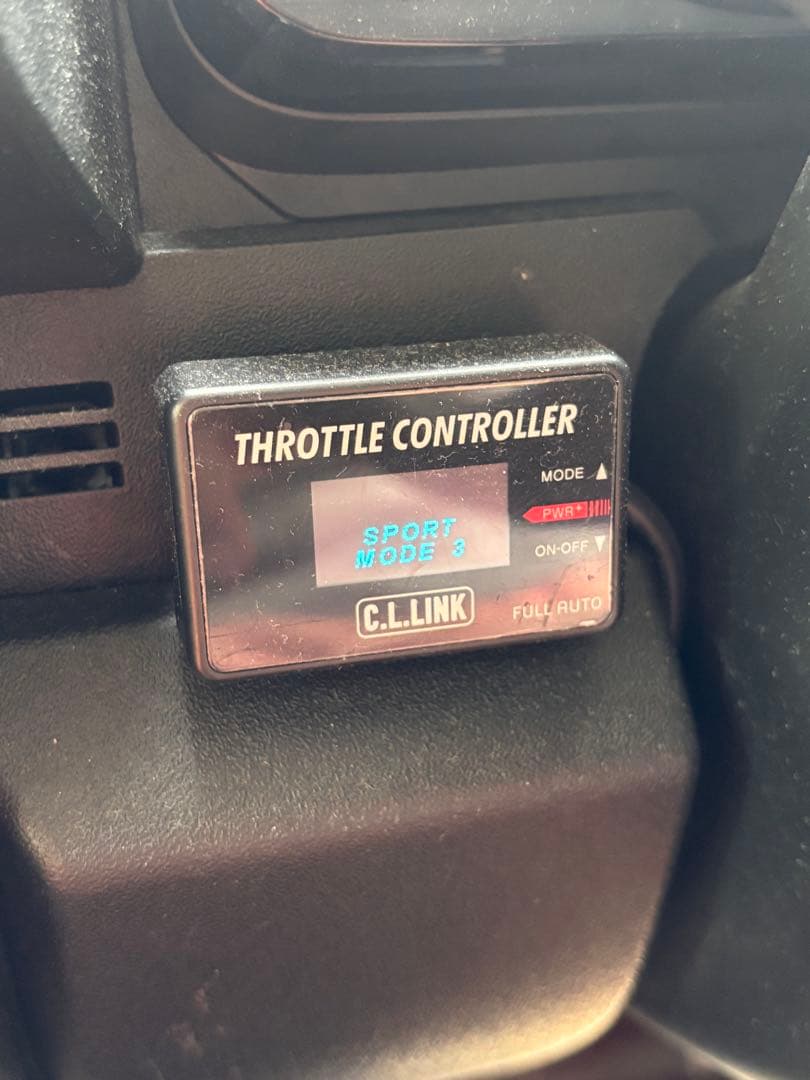 THROTTLE CONTROLLER
MODE ▲
SPORT
MODE 3
PWR+
ON-OFF ▼
C.L.LINK
FULL AUTO